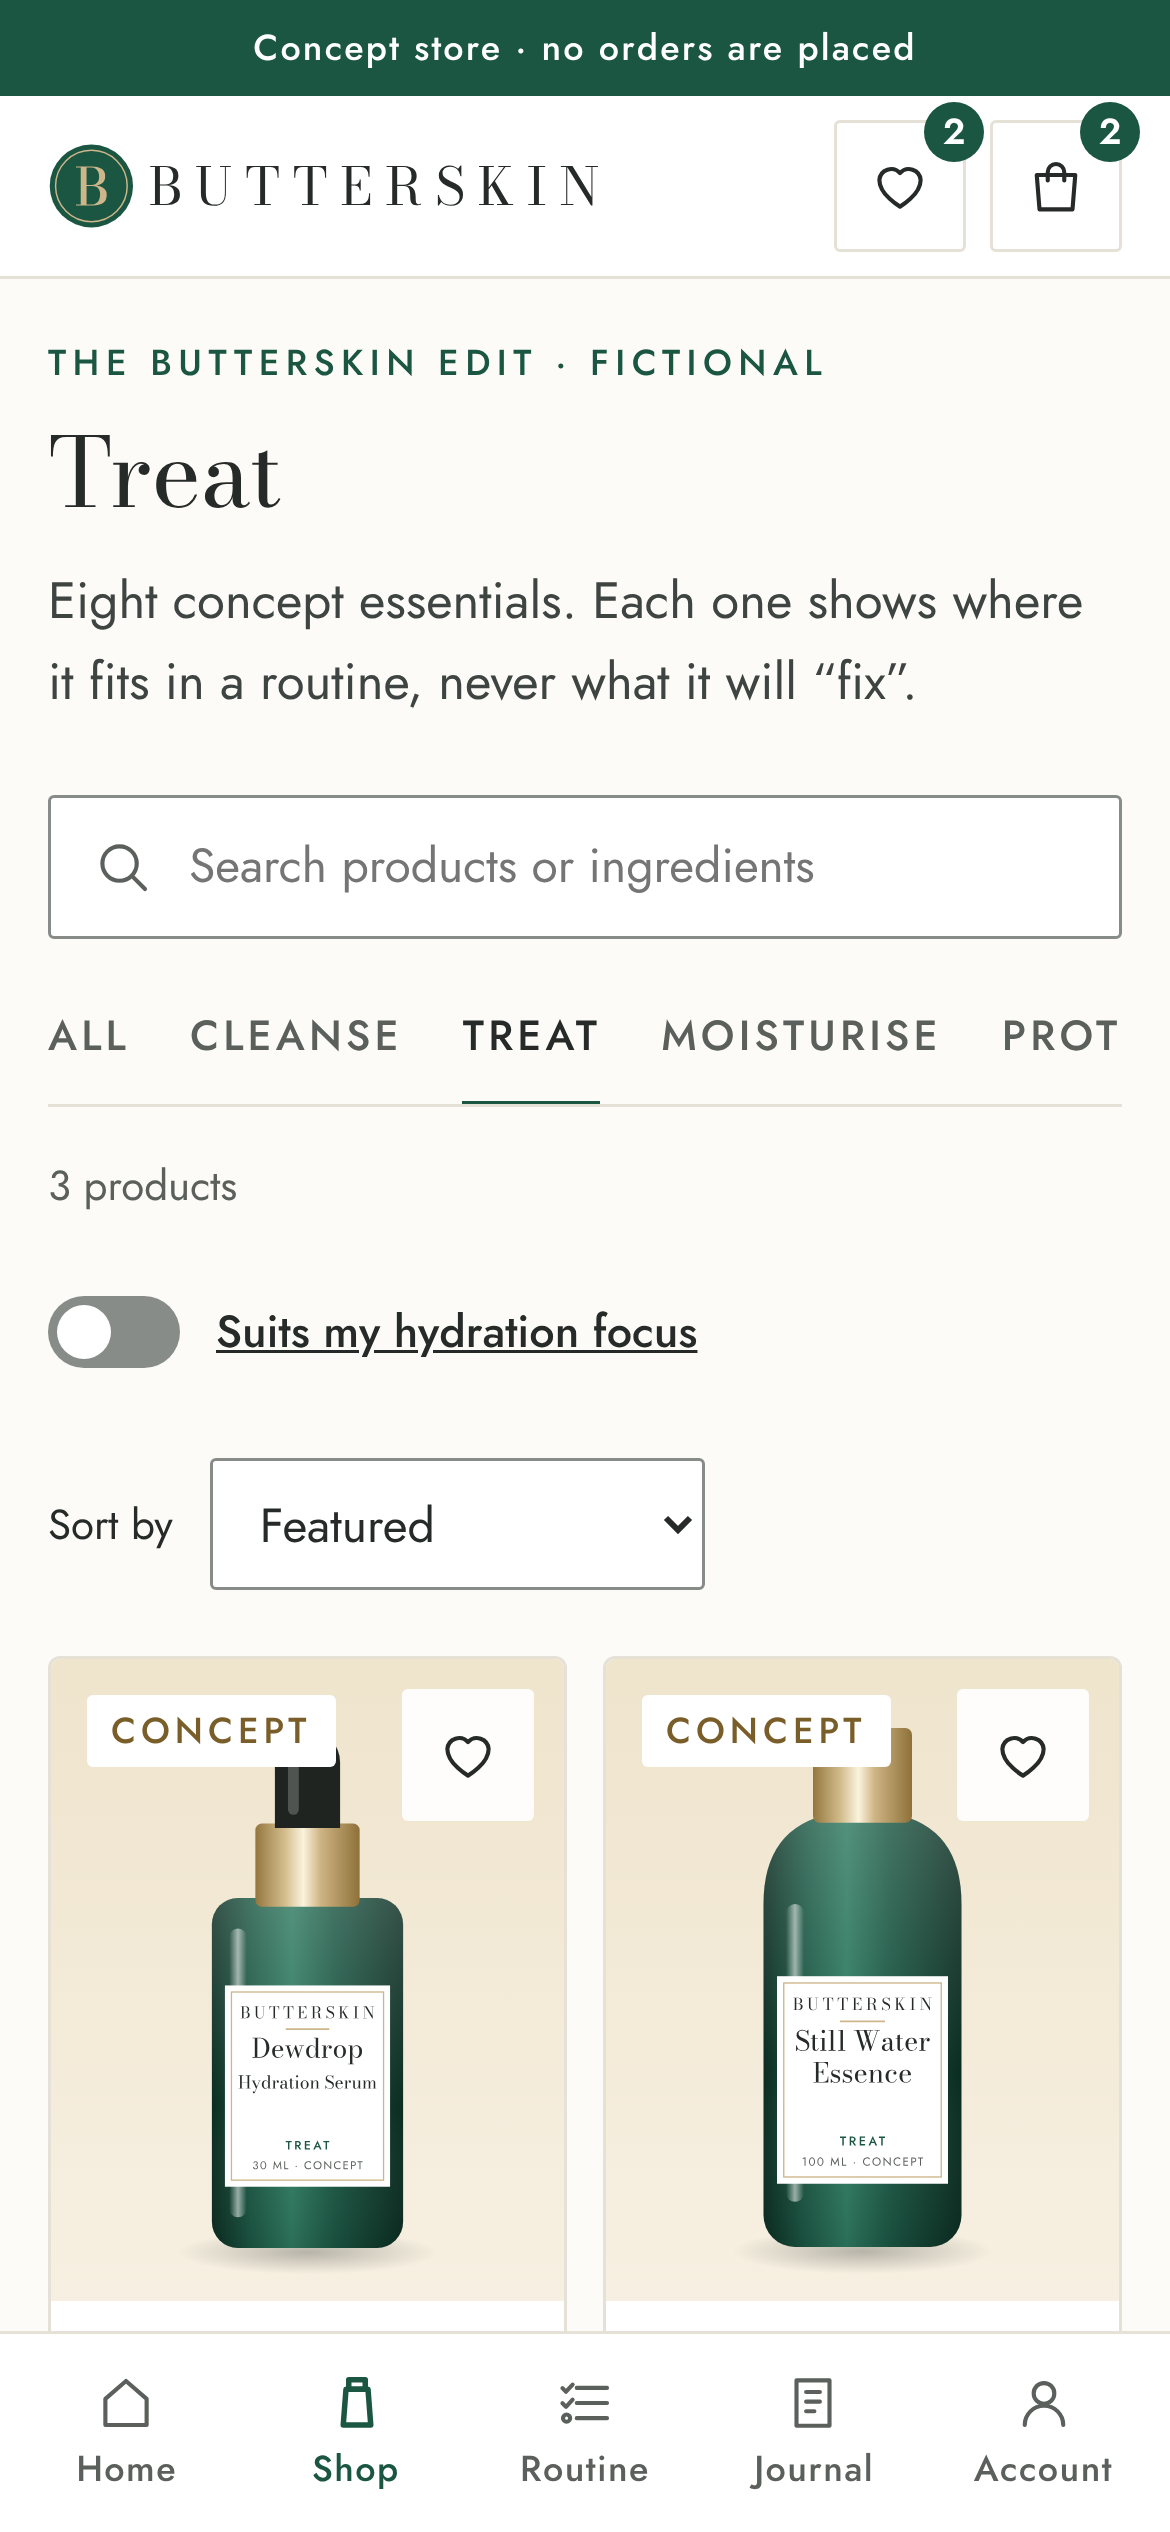 Concept store · no orders are placed
B BUTTERSKIN
2
2
THE BUTTERSKIN EDIT · FICTIONAL
Treat
Eight concept essentials. Each one shows where
it fits in a routine, never what it will “fix”.
Search products or ingredients
ALL CLEANSE TREAT MOISTURISE PROT
3 products
Suits my hydration focus
Sort by Featured
CONCEPT
BUTTERSKIN
Dewdrop
Hydration Serum
TREAT
30 ML · CONCEPT
CONCEPT
BUTTERSKIN
Still Water
Essence
TREAT
100 ML · CONCEPT
Home Shop Routine Journal Account